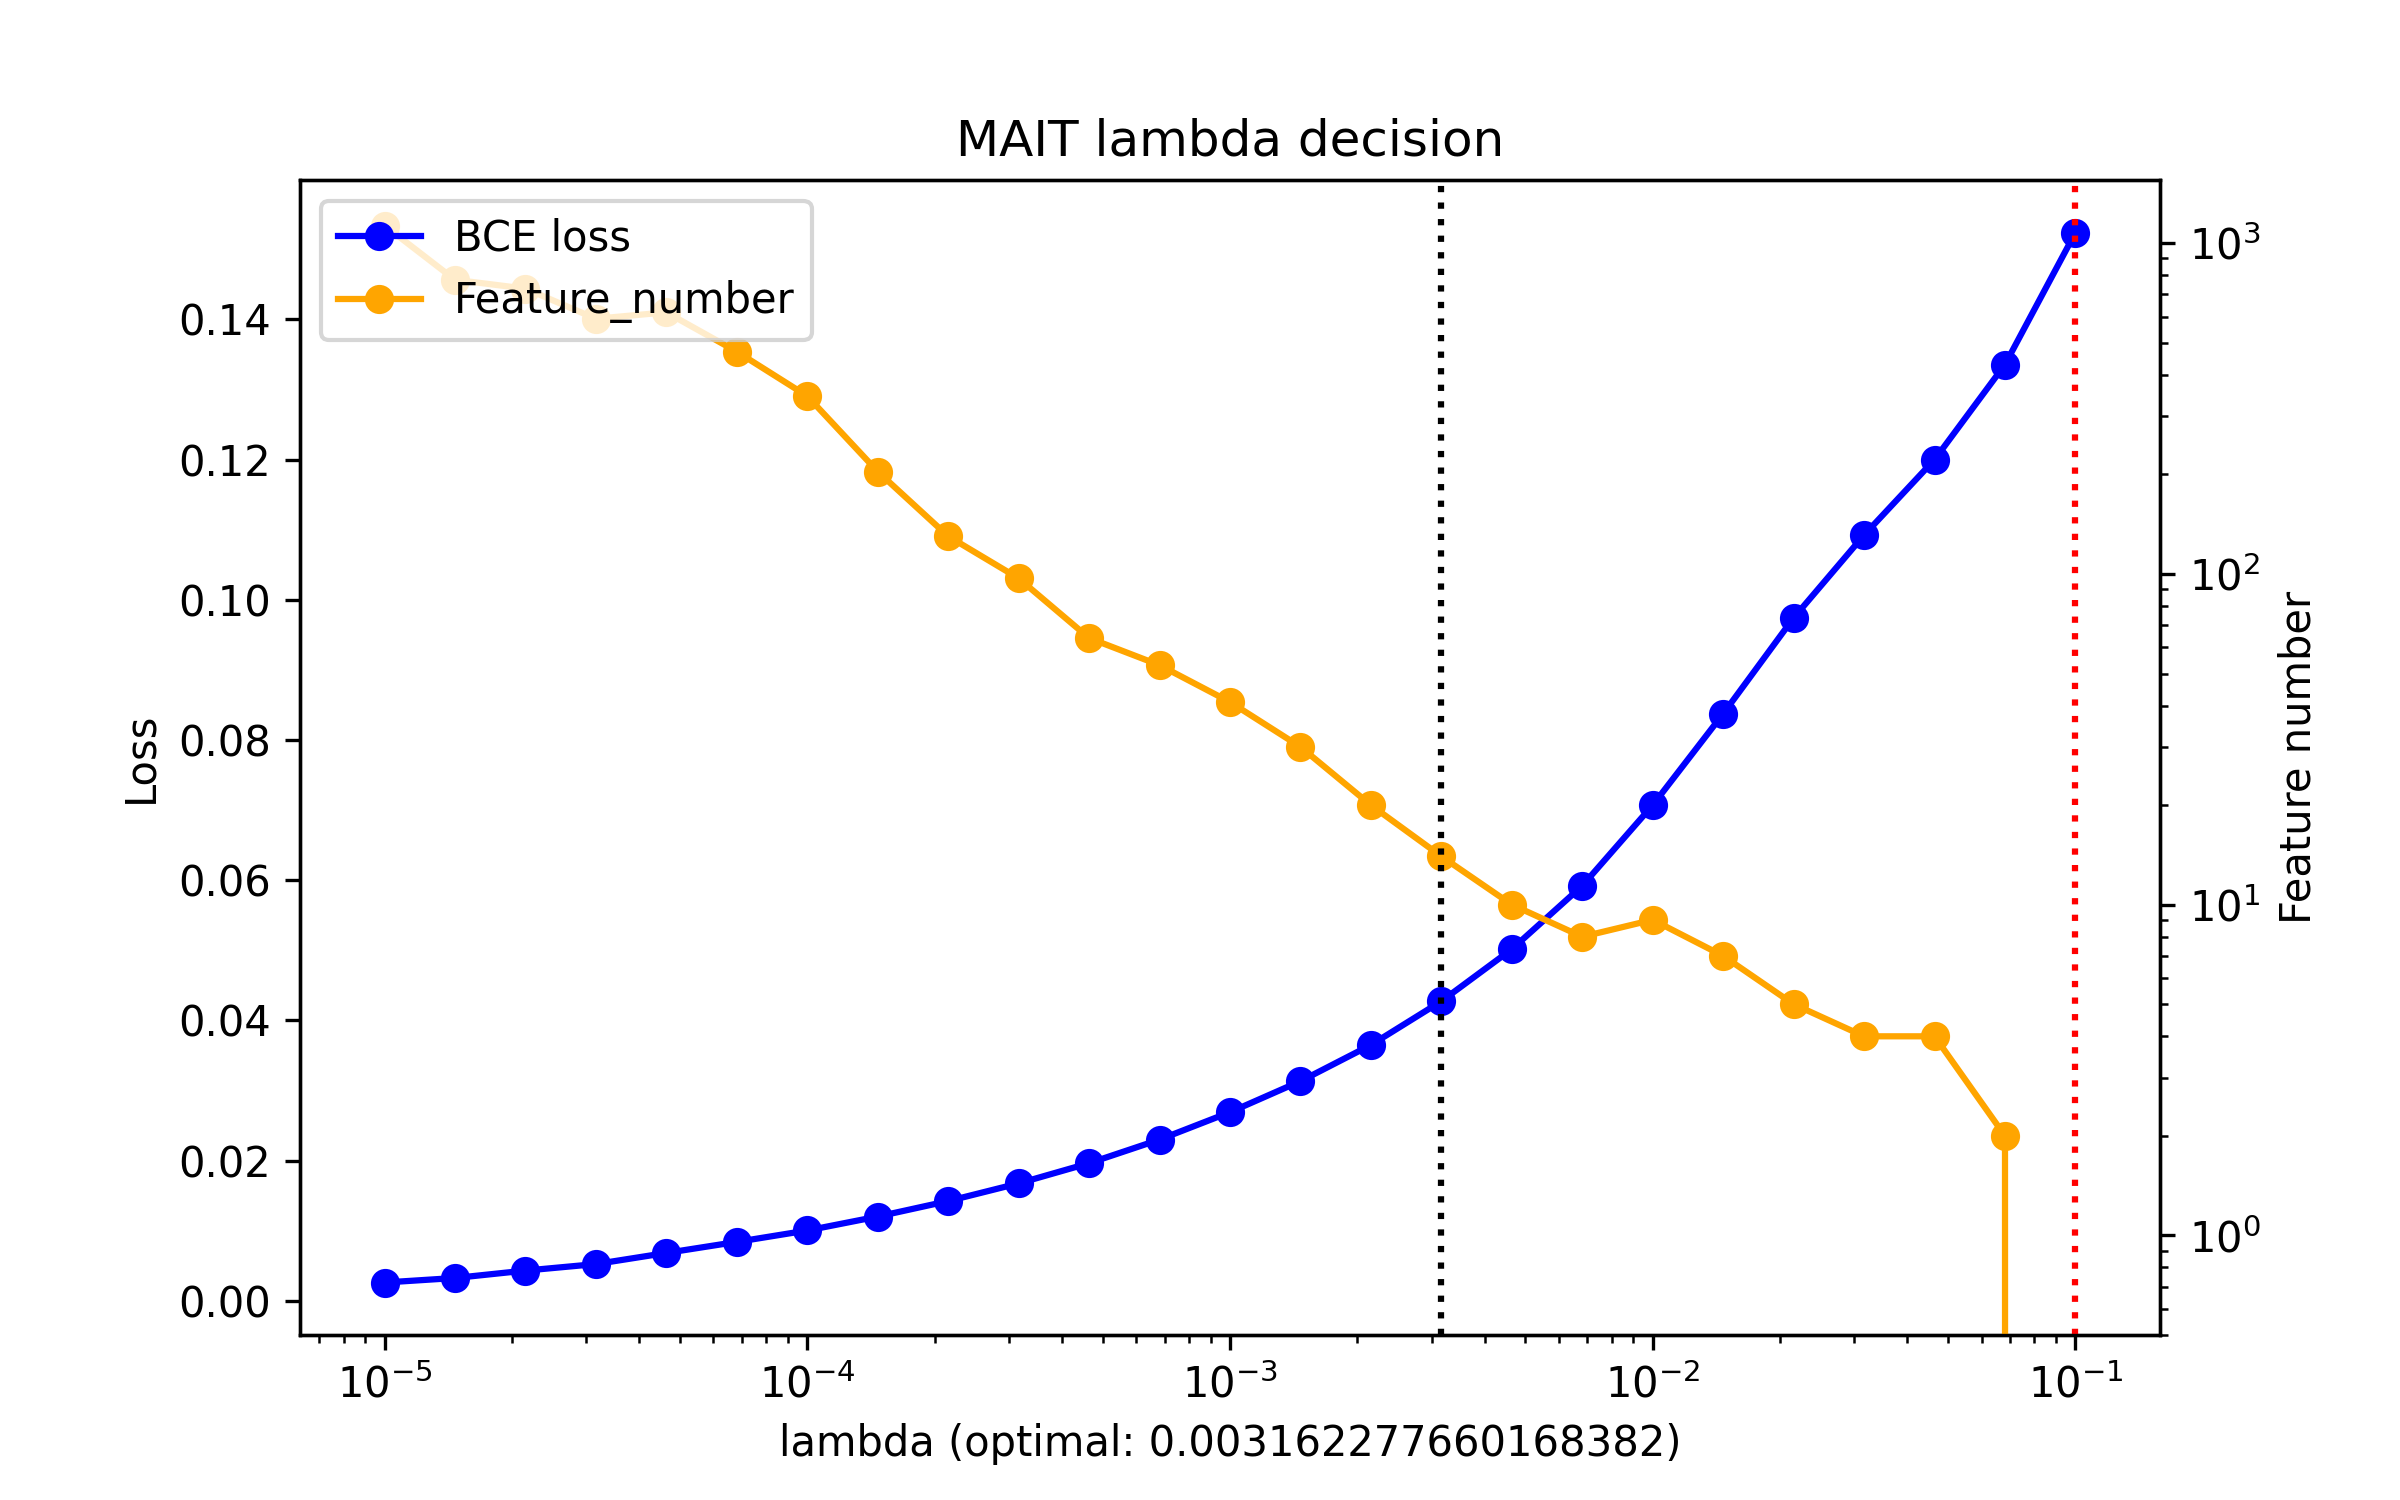 MAIT lambda decision
BCE loss
Feature_number
Loss
0.14
0.12
0.10
0.08
0.06
0.04
0.02
0.00
10³
10²
10¹
10⁰
Feature number
10⁻⁵ 10⁻⁴ 10⁻³ 10⁻² 10⁻¹
lambda (optimal: 0.003162277660168382)